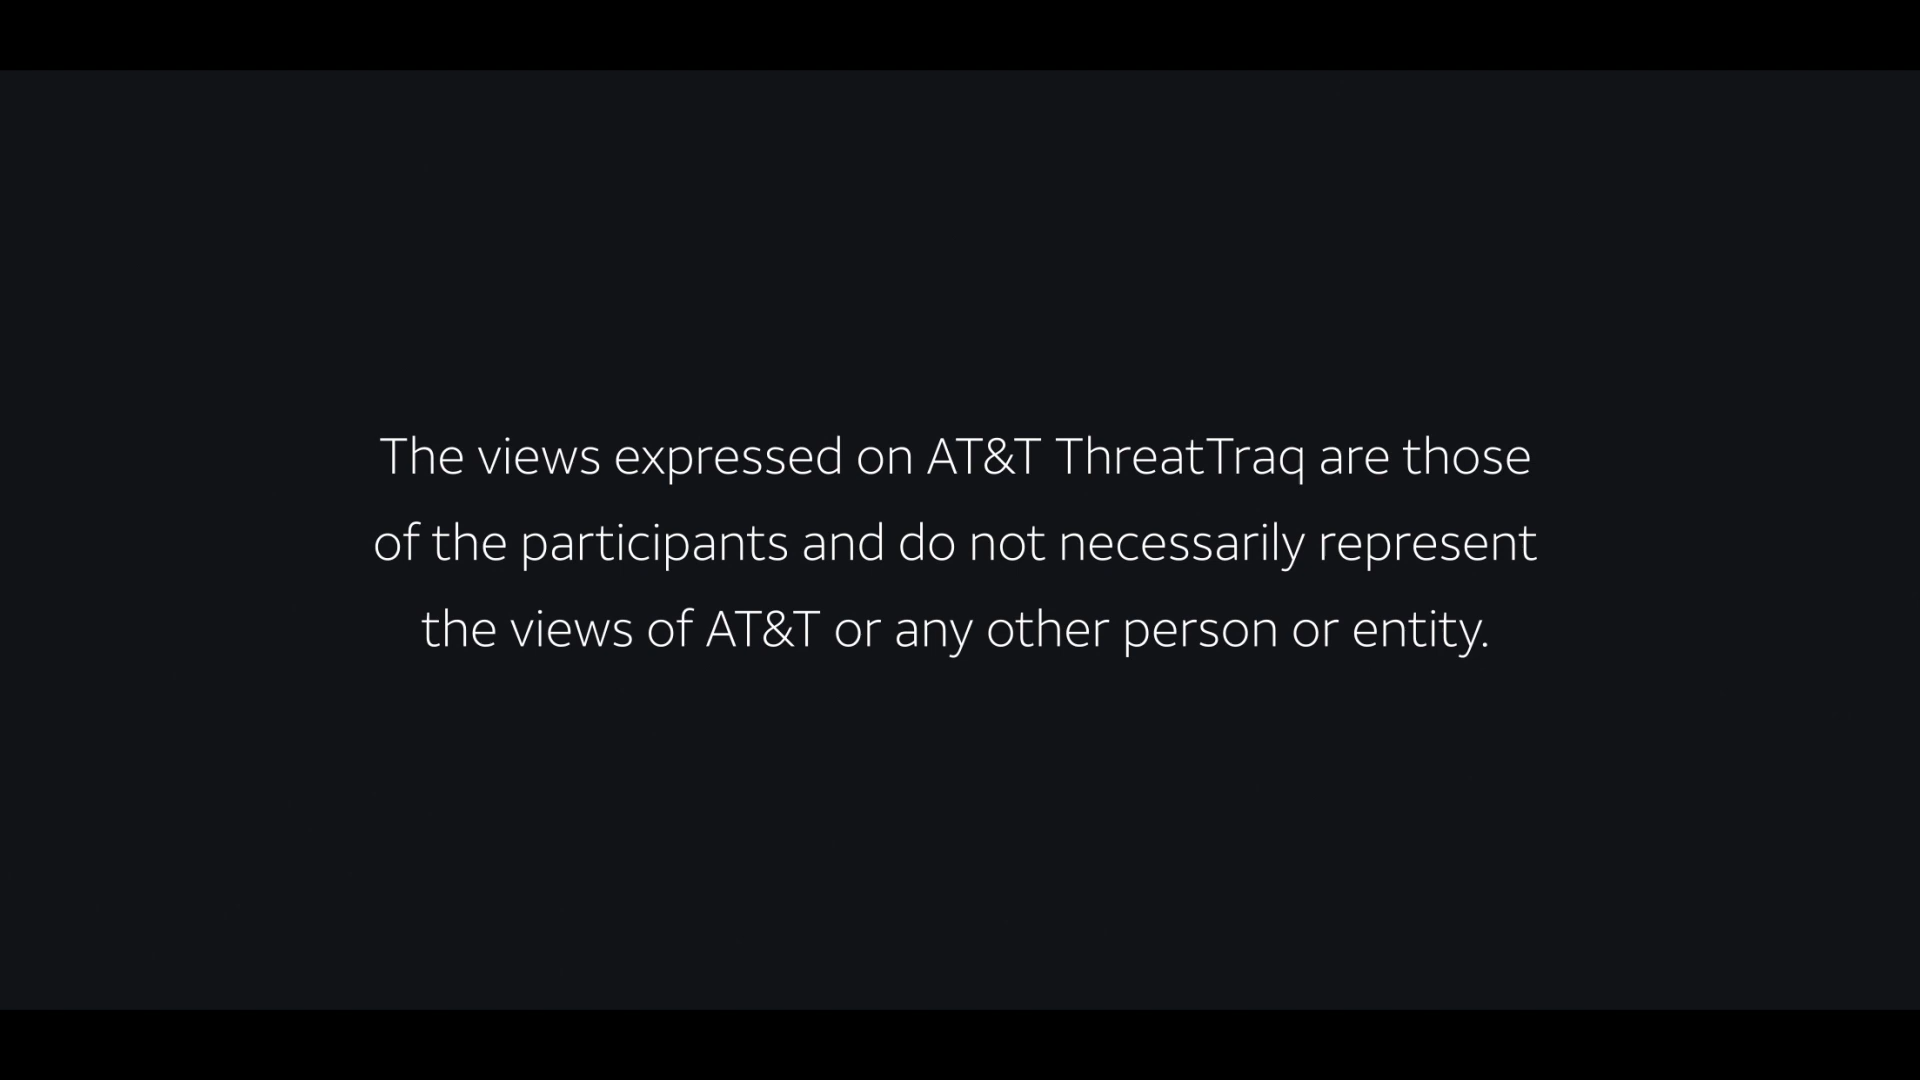 The views expressed on AT&T ThreatTraq are those
of the participants and do not necessarily represent
the views of AT&T or any other person or entity.